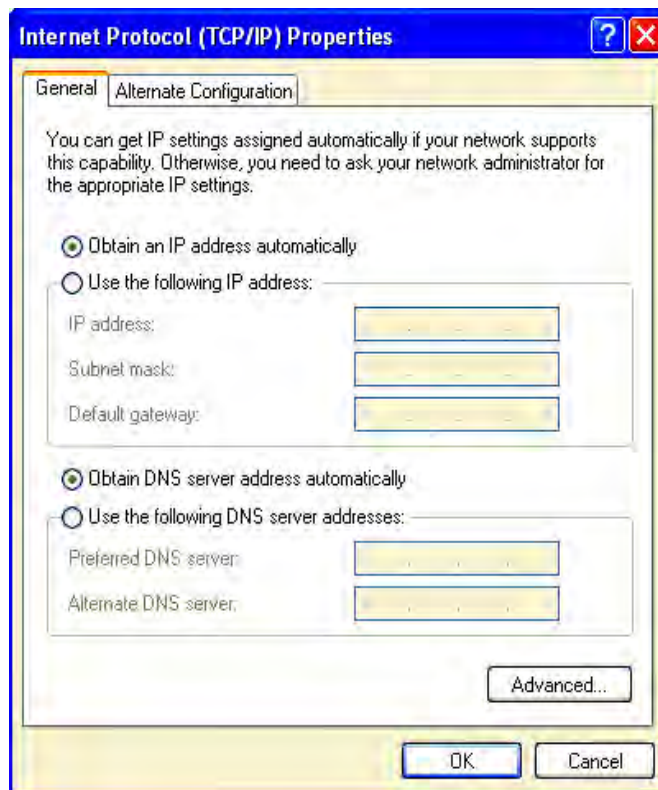 Internet Protocol (TCP/IP) Properties
?
General
Alternate Configuration
You can get IP settings assigned automatically if your network supports
this capability. Otherwise, you need to ask your network administrator for
the appropriate IP settings.
Obtain an IP address automatically
Use the following IP address:
IP address:
Subnet mask:
Default gateway:
Obtain DNS server address automatically
Use the following DNS server addresses:
Preferred DNS server:
Alternate DNS server:
Advanced...
OK
Cancel